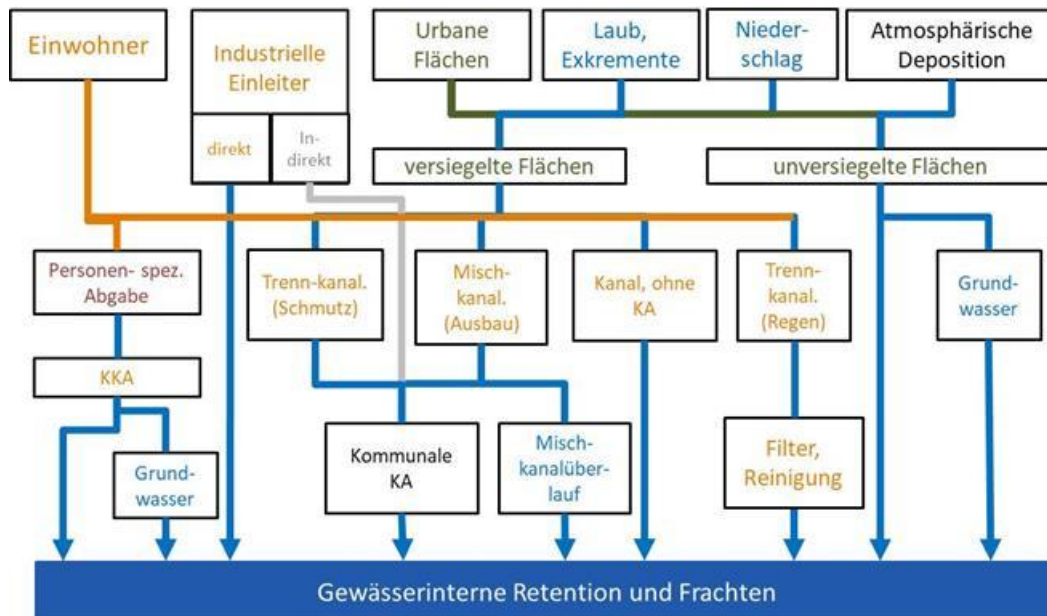 Einwohner
Industrielle
Einleiter
direkt
In-
direkt
Urbane
Flächen
Laub,
Exkremente
Nieder-
schlag
Atmosphärische
Deposition
versiegelte Flächen
unversiegelte Flächen
Personen- spez.
Abgabe
Trenn-kanal.
(Schmutz)
Misch-
kanal.
(Ausbau)
Kanal, ohne
KA
Trenn-
kanal.
(Regen)
Grund-
wasser
KKA
Grund-
wasser
Kommunale
KA
Misch-
kanalüber-
lauf
Filter,
Reinigung
Gewässerinterne Retention und Frachten